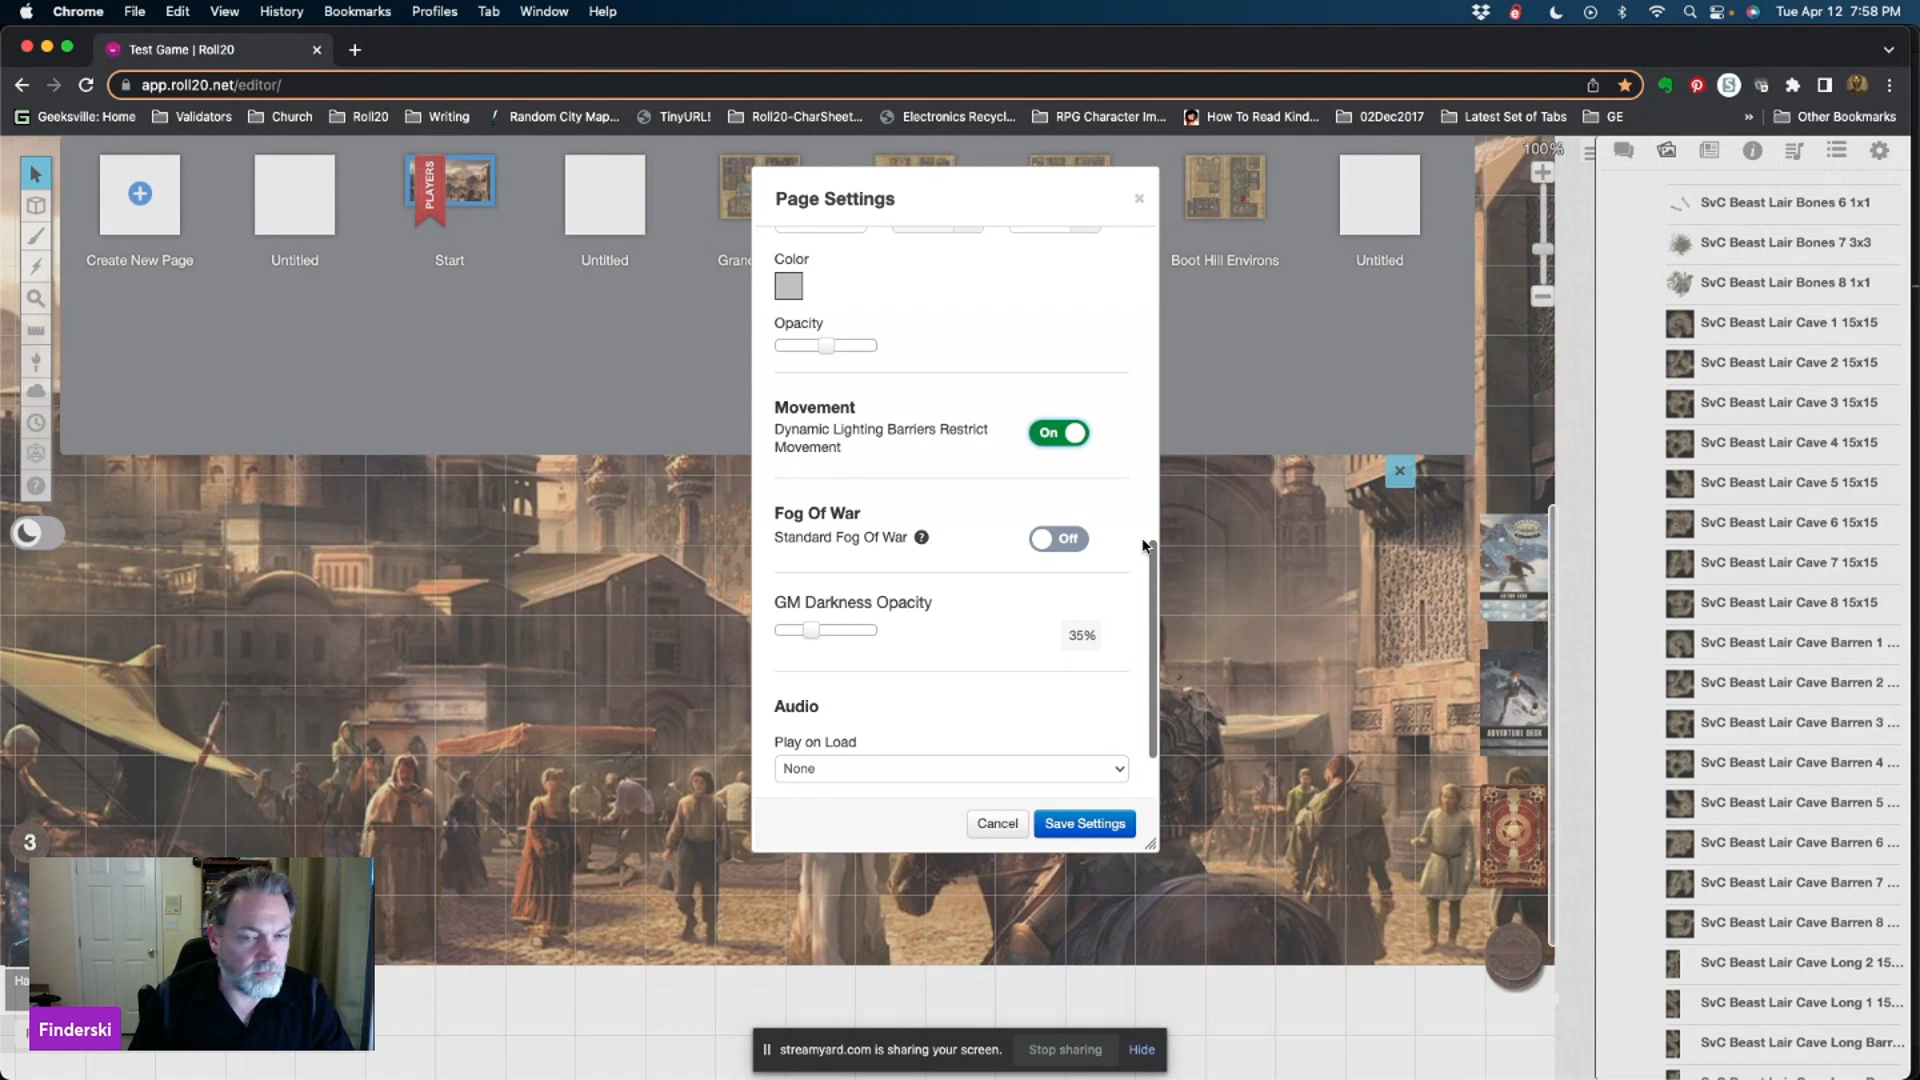 Chrome File Edit View History Bookmarks Profiles Tab Window Help
Tue Apr 12 7:58 PM
Test Game | Roll20
app.roll20.net/editor/
Geeksville: Home Validators Church Roll20 Writing Random City Map... TinyURL! Roll20-CharSheet... Electronics Recycl... RPG Character Im... How To Read Kind... 02Dec2017 Latest Set of Tabs GE » Other Bookmarks
100%
PLAYERS
Create New Page
Untitled
Start
Untitled
Grand
Boot Hill Environs
Untitled
Page Settings
Color
Opacity
Movement
Dynamic Lighting Barriers Restrict
Movement
On
Fog Of War
Standard Fog Of War
Off
GM Darkness Opacity
35%
Audio
Play on Load
None
Cancel
Save Settings
SvC Beast Lair Bones 6 1x1
SvC Beast Lair Bones 7 3x3
SvC Beast Lair Bones 8 1x1
SvC Beast Lair Cave 1 15x15
SvC Beast Lair Cave 2 15x15
SvC Beast Lair Cave 3 15x15
SvC Beast Lair Cave 4 15x15
SvC Beast Lair Cave 5 15x15
SvC Beast Lair Cave 6 15x15
SvC Beast Lair Cave 7 15x15
SvC Beast Lair Cave 8 15x15
SvC Beast Lair Cave Barren 1 ...
SvC Beast Lair Cave Barren 2 ...
SvC Beast Lair Cave Barren 3 ...
SvC Beast Lair Cave Barren 4 ...
SvC Beast Lair Cave Barren 5 ...
SvC Beast Lair Cave Barren 6 ...
SvC Beast Lair Cave Barren 7 ...
SvC Beast Lair Cave Barren 8 ...
SvC Beast Lair Cave Long 2 15...
SvC Beast Lair Cave Long 1 15...
SvC Beast Lair Cave Long Barr...
ADVENTURE DECK
3
Ha
Finderski
streamyard.com is sharing your screen.
Stop sharing
Hide